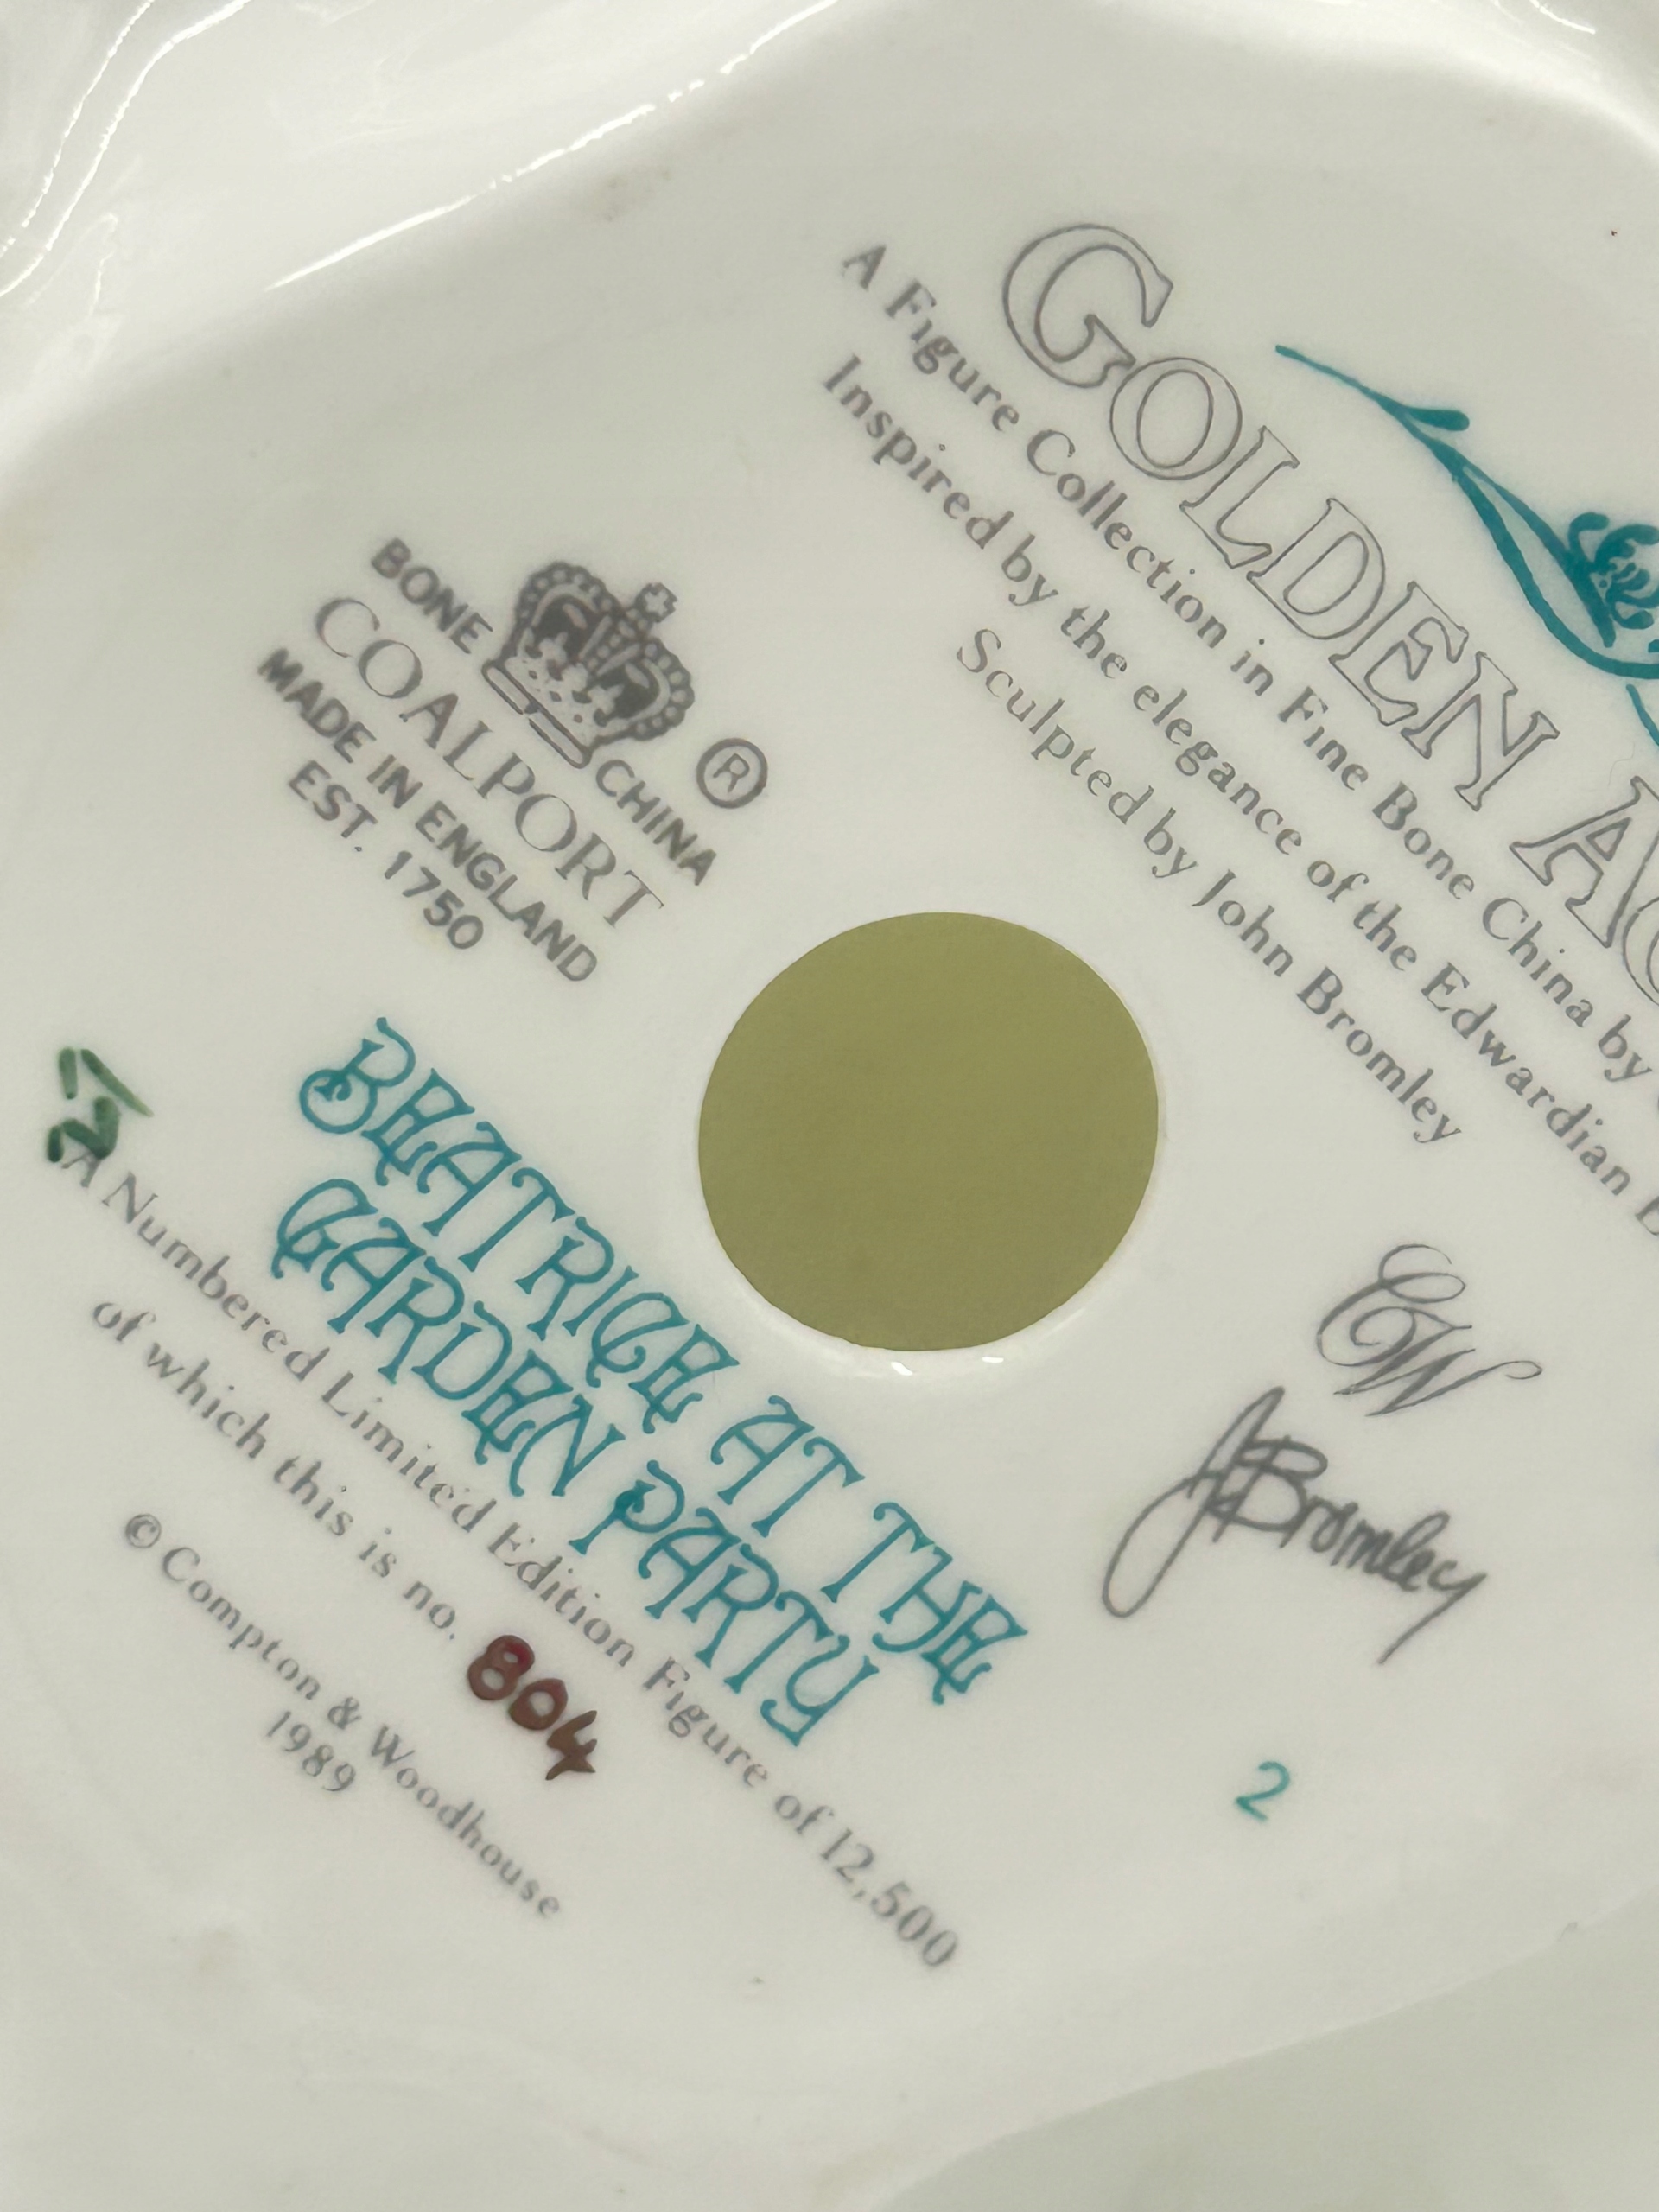 GOLDEN
A Figure Collection in Fine Bone China by
Inspired by the elegance of the Edwardian
Sculpted by John Bromley
BONE CHINA
®
COALPORT
MADE IN ENGLAND
EST. 1750
CW
JBromley
27
BEATRICE AT THE
GARDEN PARTY
A Numbered Limited Edition Figure of 12,500
of which this is no. 804
© Compton & Woodhouse
1989
2